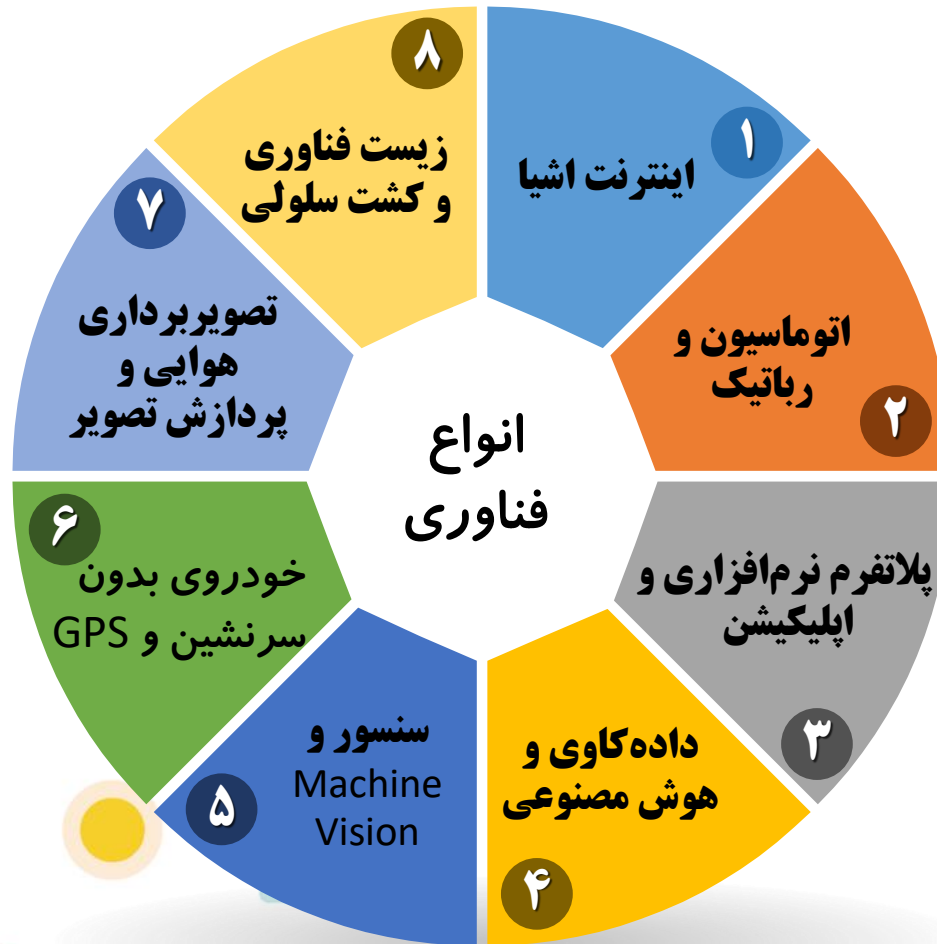 انواع
فناوری
۱
اینترنت اشیا
۲
اتوماسیون و
رباتیک
۳
پلاتفرم نرم‌افزاری و
اپلیکیشن
۴
داده‌کاوی و
هوش مصنوعی
۵
سنسور و
Machine
Vision
۶
خودروی بدون
سرنشین و GPS
۷
تصویربرداری
هوایی و
پردازش تصویر
۸
زیست فناوری
و کشت سلولی